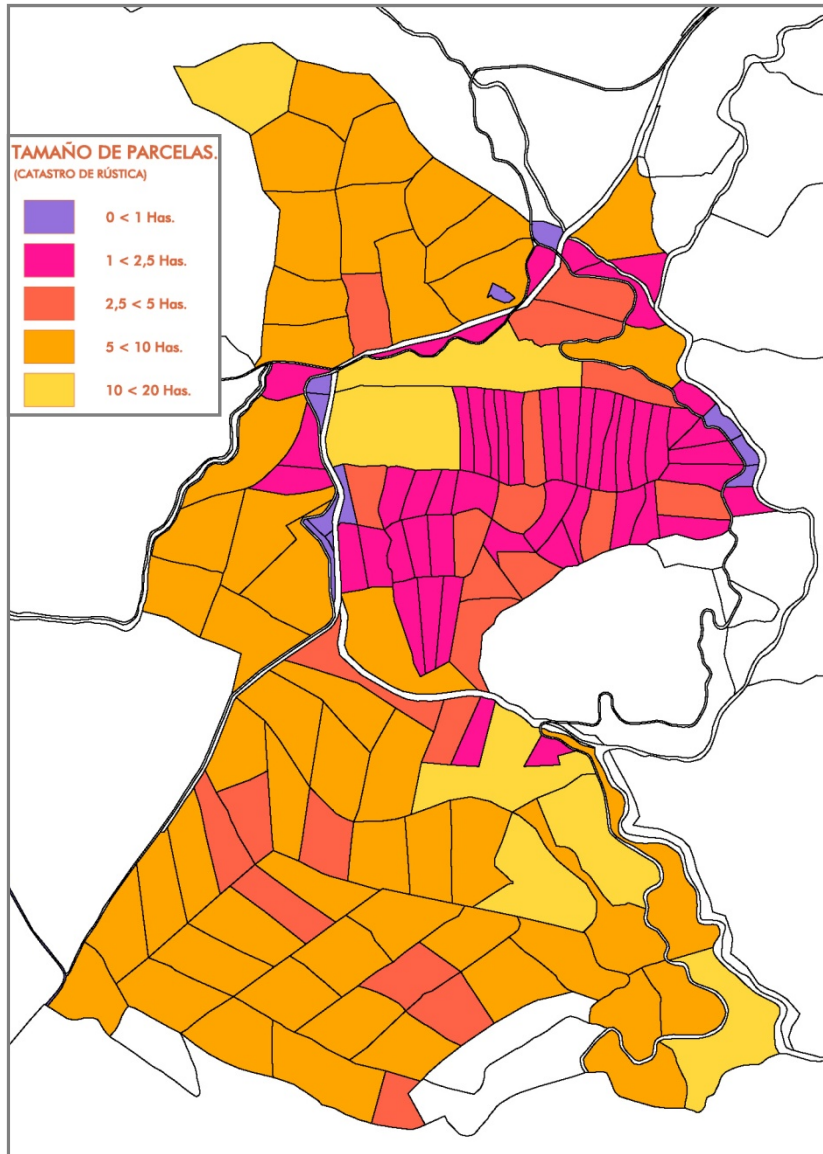 TAMAÑO DE PARCELAS.
(CATASTRO DE RÚSTICA)
0 < 1 Has.
1 < 2,5 Has.
2,5 < 5 Has.
5 < 10 Has.
10 < 20 Has.